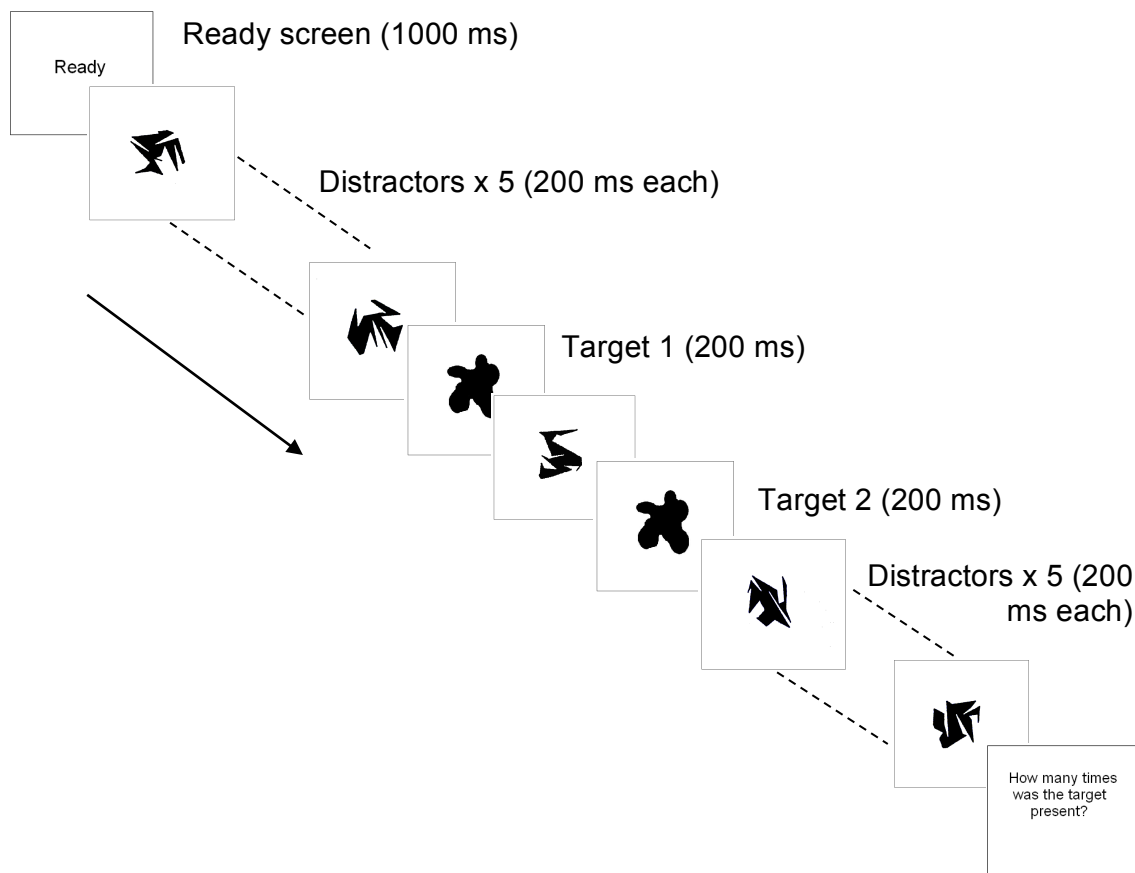 Ready screen (1000 ms)
Ready
Distractors x 5 (200 ms each)
Target 1 (200 ms)
Target 2 (200 ms)
Distractors x 5 (200
ms each)
How many times
was the target
present?